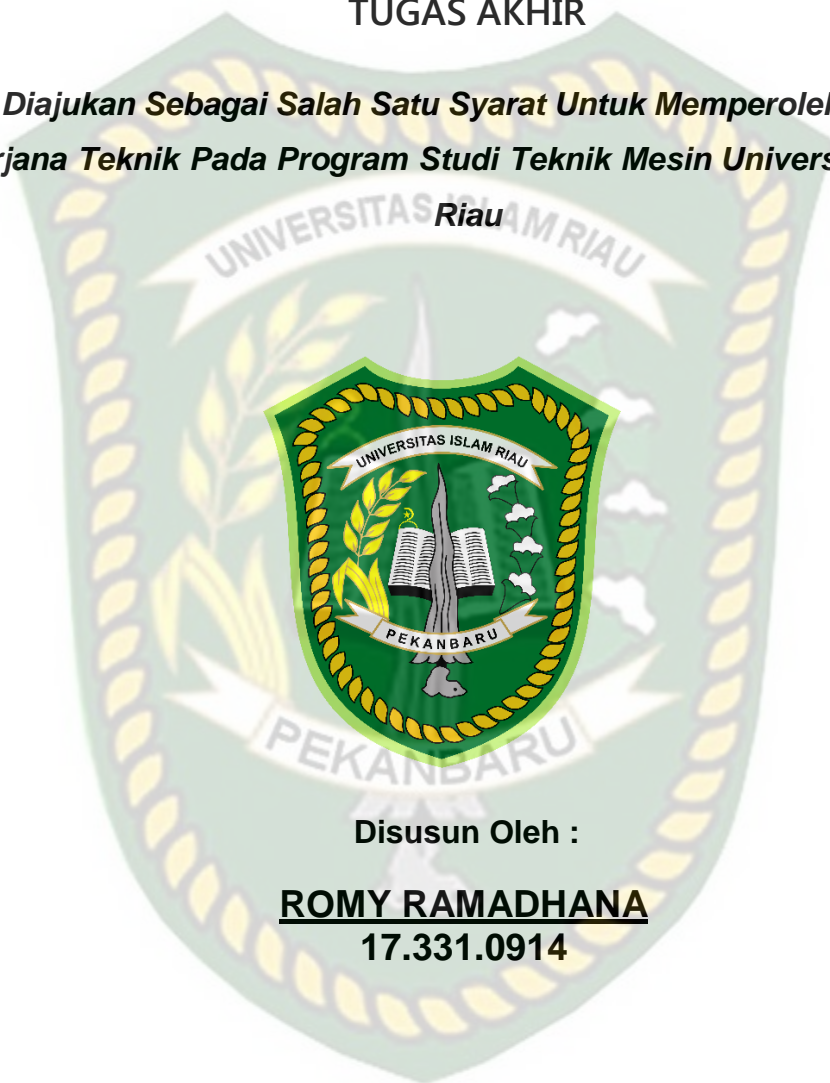 TUGAS AKHIR
Diajukan Sebagai Salah Satu Syarat Untuk Memperoleh
Teknik Pada Program Studi Teknik Mesin
Riau
UNIVERSITAS ISLAM RIAU
UNIVERSITAS ISLAM RIAU
PEKANBARU
PEKANBARU
Disusun Oleh :
ROMY RAMADHANA
17.331.0914